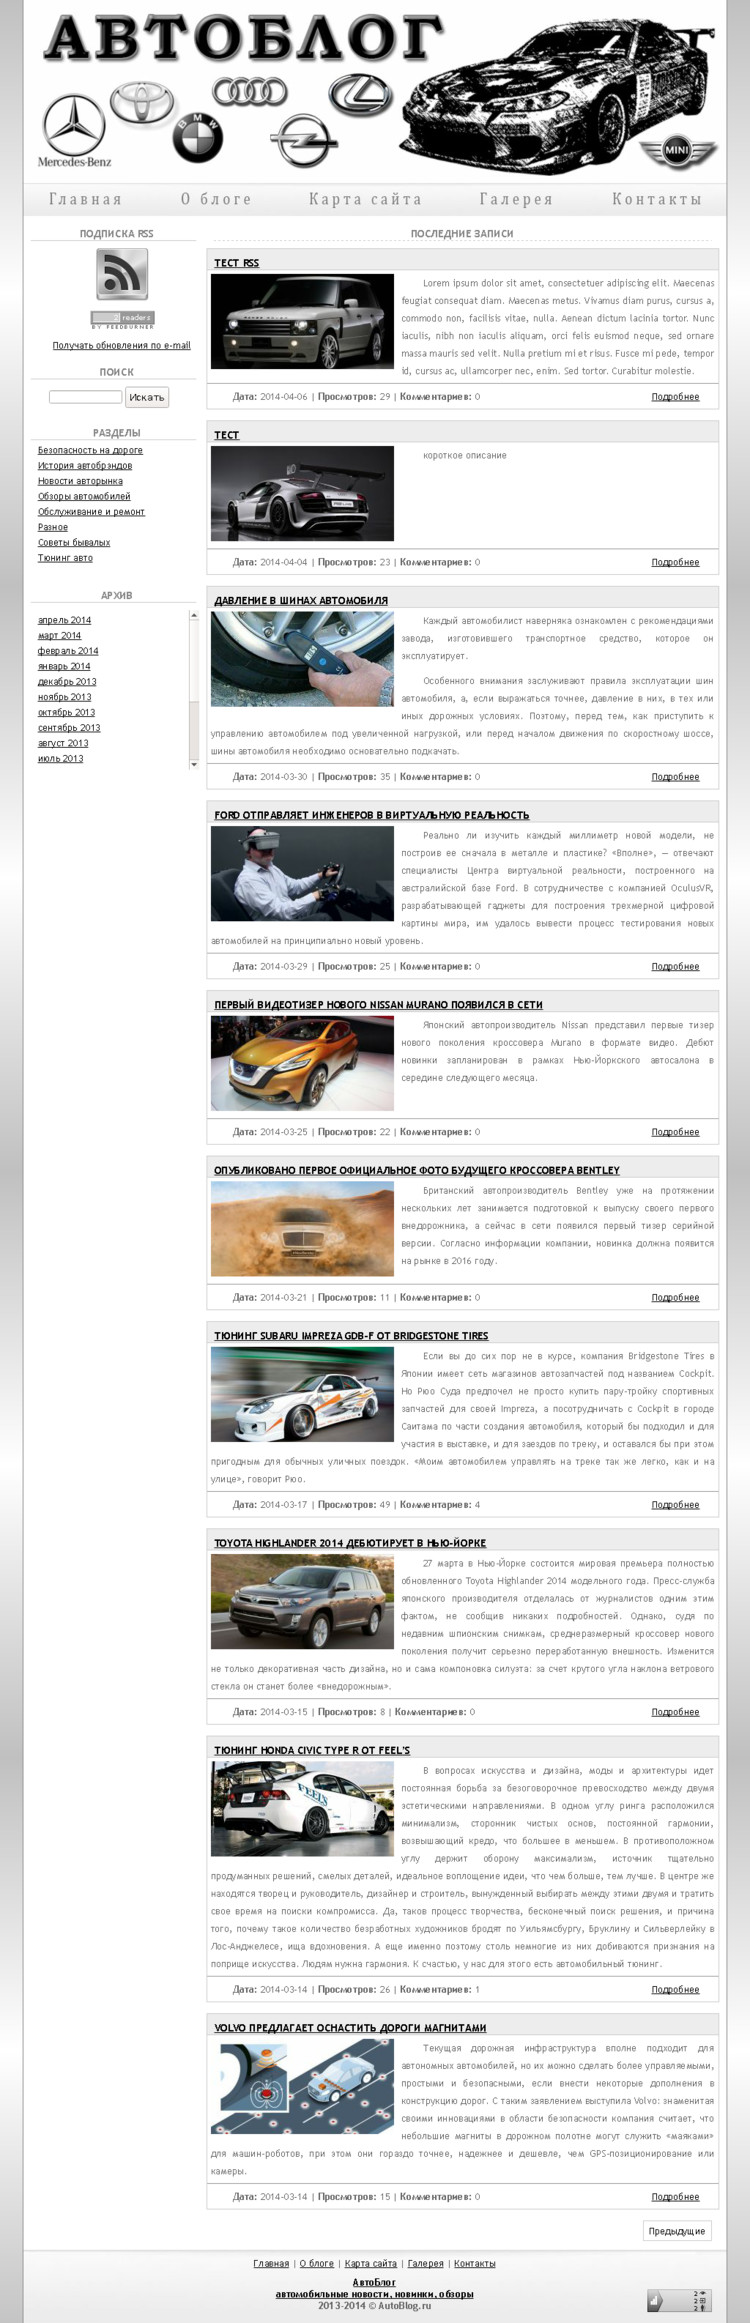 АВТОБЛОГ
Mercedes-Benz
BMW
MINI
Главная
О блоге
Карта сайта
Галерея
Контакты
ПОДПИСКА RSS
2 readers
BY FEEDBURNER
Получать обновления по e-mail
ПОИСК
Искать
РАЗДЕЛЫ
Безопасность на дороге
История автобрэндов
Новости авторынка
Обзоры автомобилей
Обслуживание и ремонт
Разное
Советы бывалых
Тюнинг авто
АРХИВ
апрель 2014
март 2014
февраль 2014
январь 2014
декабрь 2013
ноябрь 2013
октябрь 2013
сентябрь 2013
август 2013
июль 2013
ПОСЛЕДНИЕ ЗАПИСИ
ТЕСТ RSS
Lorem ipsum dolor sit amet, consectetuer adipiscing elit. Maecenas
feugiat consequat diam. Maecenas metus. Vivamus diam purus, cursus a,
commodo non, facilisis vitae, nulla. Aenean dictum lacinia tortor. Nunc
iaculis, nibh non iaculis aliquam, orci felis euismod neque, sed ornare
massa mauris sed velit. Nulla pretium mi et risus. Fusce mi pede, tempor
id, cursus ac, ullamcorper nec, enim. Sed tortor. Curabitur molestie.
Дата: 2014-04-06 | Просмотров: 29 | Комментариев: 0
Подробнее
ТЕСТ
короткое описание
Дата: 2014-04-04 | Просмотров: 23 | Комментариев: 0
Подробнее
ДАВЛЕНИЕ В ШИНАХ АВТОМОБИЛЯ
Каждый автомобилист наверняка ознакомлен с рекомендациями
завода, изготовившего транспортное средство, которое он
эксплуатирует.
Особенного внимания заслуживают правила эксплуатации шин
автомобиля, а, если выражаться точнее, давление в них, в тех или
иных дорожных условиях. Поэтому, перед тем, как приступить к
управлению автомобилем под увеличенной нагрузкой, или перед началом движения по скоростному шоссе,
шины автомобиля необходимо основательно подкачать.
Дата: 2014-03-30 | Просмотров: 35 | Комментариев: 0
Подробнее
FORD ОТПРАВЛЯЕТ ИНЖЕНЕРОВ В ВИРТУАЛЬНУЮ РЕАЛЬНОСТЬ
Реально ли изучить каждый миллиметр новой модели, не
построив ее сначала в металле и пластике? «Вполне», — отвечают
специалисты Центра виртуальной реальности, построенного на
австралийской базе Ford. В сотрудничестве с компанией OculusVR,
разрабатывающей гаджеты для построения трехмерной цифровой
картины мира, им удалось вывести процесс тестирования новых
автомобилей на принципиально новый уровень.
Дата: 2014-03-29 | Просмотров: 25 | Комментариев: 0
Подробнее
ПЕРВЫЙ ВИДЕОТИЗЕР НОВОГО NISSAN MURANO ПОЯВИЛСЯ В СЕТИ
Японский автопроизводитель Nissan представил первые тизер
нового поколения кроссовера Murano в формате видео. Дебют
новинки запланирован в рамках Нью-Йоркского автосалона в
середине следующего месяца.
Дата: 2014-03-25 | Просмотров: 22 | Комментариев: 0
Подробнее
ОПУБЛИКОВАНО ПЕРВОЕ ОФИЦИАЛЬНОЕ ФОТО БУДУЩЕГО КРОССОВЕРА BENTLEY
Британский автопроизводитель Bentley уже на протяжении
нескольких лет занимается подготовкой к выпуску своего первого
внедорожника, а сейчас в сети появился первый тизер серийной
версии. Согласно информации компании, новинка должна появится
на рынке в 2016 году.
Дата: 2014-03-21 | Просмотров: 11 | Комментариев: 0
Подробнее
ТЮНИНГ SUBARU IMPREZA GDB-F ОТ BRIDGESTONE TIRES
Если вы до сих пор не в курсе, компания Bridgestone Tires в
Японии имеет сеть магазинов автозапчастей под названием Cockpit.
Но Рюо Суда предпочел не просто купить пару-тройку спортивных
запчастей для своей Impreza, а посотрудничать с Cockpit в городе
Саитама по части создания автомобиля, который бы подходил и для
участия в выставке, и для заездов по треку, и оставался бы при этом
пригодным для обычных уличных поездок. «Моим автомобилем управлять на треке так же легко, как и на
улице», говорит Рюо.
Дата: 2014-03-17 | Просмотров: 49 | Комментариев: 4
Подробнее
TOYOTA HIGHLANDER 2014 ДЕБЮТИРУЕТ В НЬЮ-ЙОРКЕ
27 марта в Нью-Йорке состоится мировая премьера полностью
обновленного Toyota Highlander 2014 модельного года. Пресс-служба
японского производителя отделалась от журналистов одним этим
фактом, не сообщив никаких подробностей. Однако, судя по
недавним шпионским снимкам, среднеразмерный кроссовер нового
поколения получит серьезно переработанную внешность. Изменится
не только декоративная часть дизайна, но и сама компоновка силуэта: за счет крутого угла наклона ветрового
стекла он станет более «внедорожным».
Дата: 2014-03-15 | Просмотров: 8 | Комментариев: 0
Подробнее
ТЮНИНГ HONDA CIVIC TYPE R ОТ FEEL'S
FEEL'S
В вопросах искусства и дизайна, моды и архитектуры идет
постоянная борьба за безоговорочное превосходство между двумя
эстетическими направлениями. В одном углу ринга расположился
минимализм, сторонник чистых основ, постоянной гармонии,
возвышающий кредо, что большее в меньшем. В противоположном
углу держит оборону максимализм, источник тщательно
продуманных решений, смелых деталей, идеальное воплощение идеи, что чем больше, тем лучше. В центре же
находятся творец и руководитель, дизайнер и строитель, вынужденный выбирать между этими двумя и тратить
свое время на поиски компромисса. Да, таков процесс творчества, бесконечный поиск решения, и причина
того, почему такое количество безработных художников бродят по Уильямсбургу, Бруклину и Сильверлейку в
Лос-Анджелесе, ища вдохновения. А еще именно поэтому столь немногие из них добиваются признания на
поприще искусства. Людям нужна гармония. К счастью, у нас для этого есть автомобильный тюнинг.
Дата: 2014-03-14 | Просмотров: 26 | Комментариев: 1
Подробнее
VOLVO ПРЕДЛАГАЕТ ОСНАСТИТЬ ДОРОГИ МАГНИТАМИ
Текущая дорожная инфраструктура вполне подходит для
автономных автомобилей, но их можно сделать более управляемыми,
простыми и безопасными, если внести некоторые дополнения в
конструкцию дорог. С таким заявлением выступила Volvo: знаменитая
своими инновациями в области безопасности компания считает, что
небольшие магниты в дорожном полотне могут служить «маяками»
для машин-роботов, при этом они гораздо точнее, надежнее и дешевле, чем GPS-позиционирование или
камеры.
Дата: 2014-03-14 | Просмотров: 15 | Комментариев: 0
Подробнее
Предыдущие
Главная | О блоге | Карта сайта | Галерея | Контакты
АвтоБлог
автомобильные новости, новинки, обзоры
2013-2014 © AutoBlog.ru
2
2
2